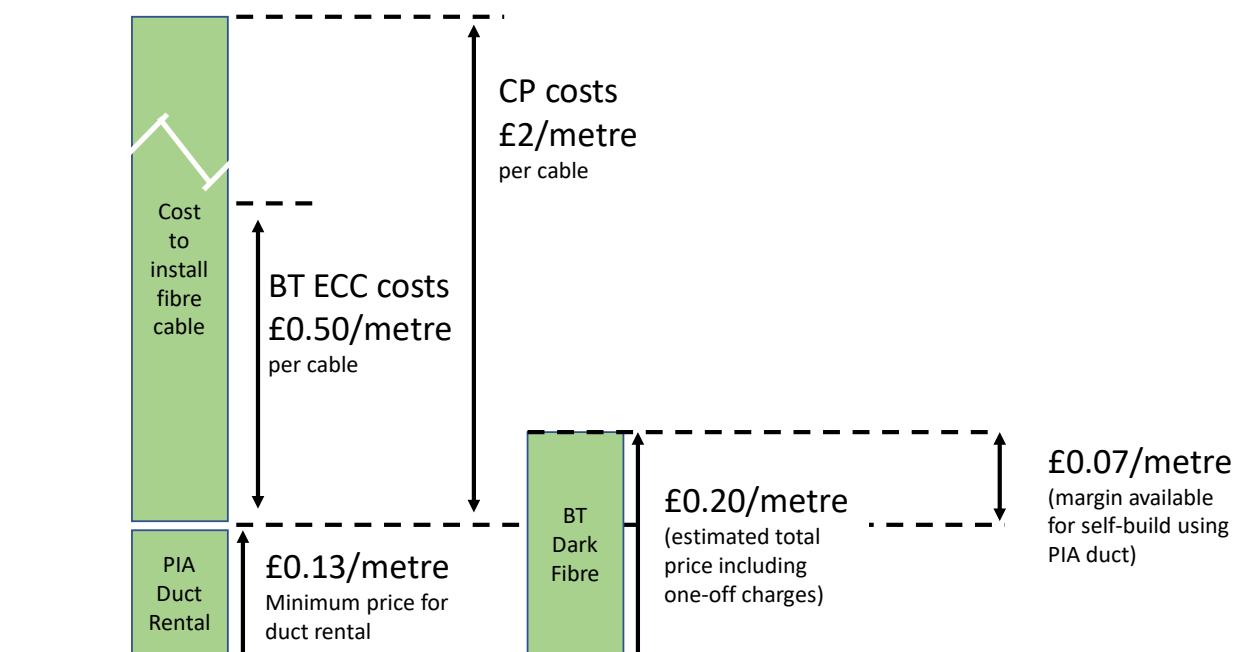 CP costs
£2/metre
per cable
Cost
to
install
fibre
cable
BT ECC costs
£0.50/metre
per cable
PIA
Duct
Rental
£0.13/metre
Minimum price for
duct rental
BT
Dark
Fibre
£0.20/metre
(estimated total
price including
one-off charges)
£0.07/metre
(margin available
for self-build using
PIA duct)